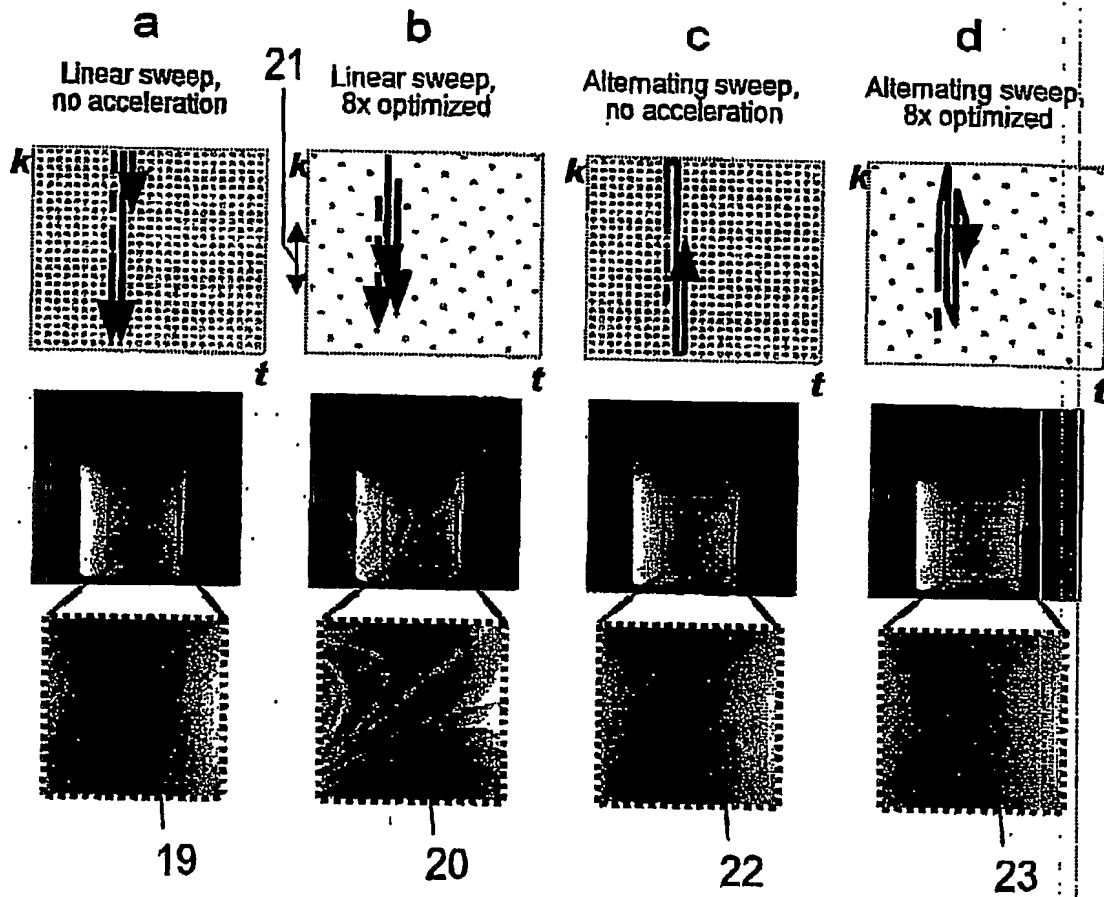 a
b
c
d
21
Linear sweep,
no acceleration
Linear sweep,
8x optimized
Alternating sweep,
no acceleration
Alternating sweep,
8x optimized
k
k
k
k
t
t
t
t
19
20
22
23